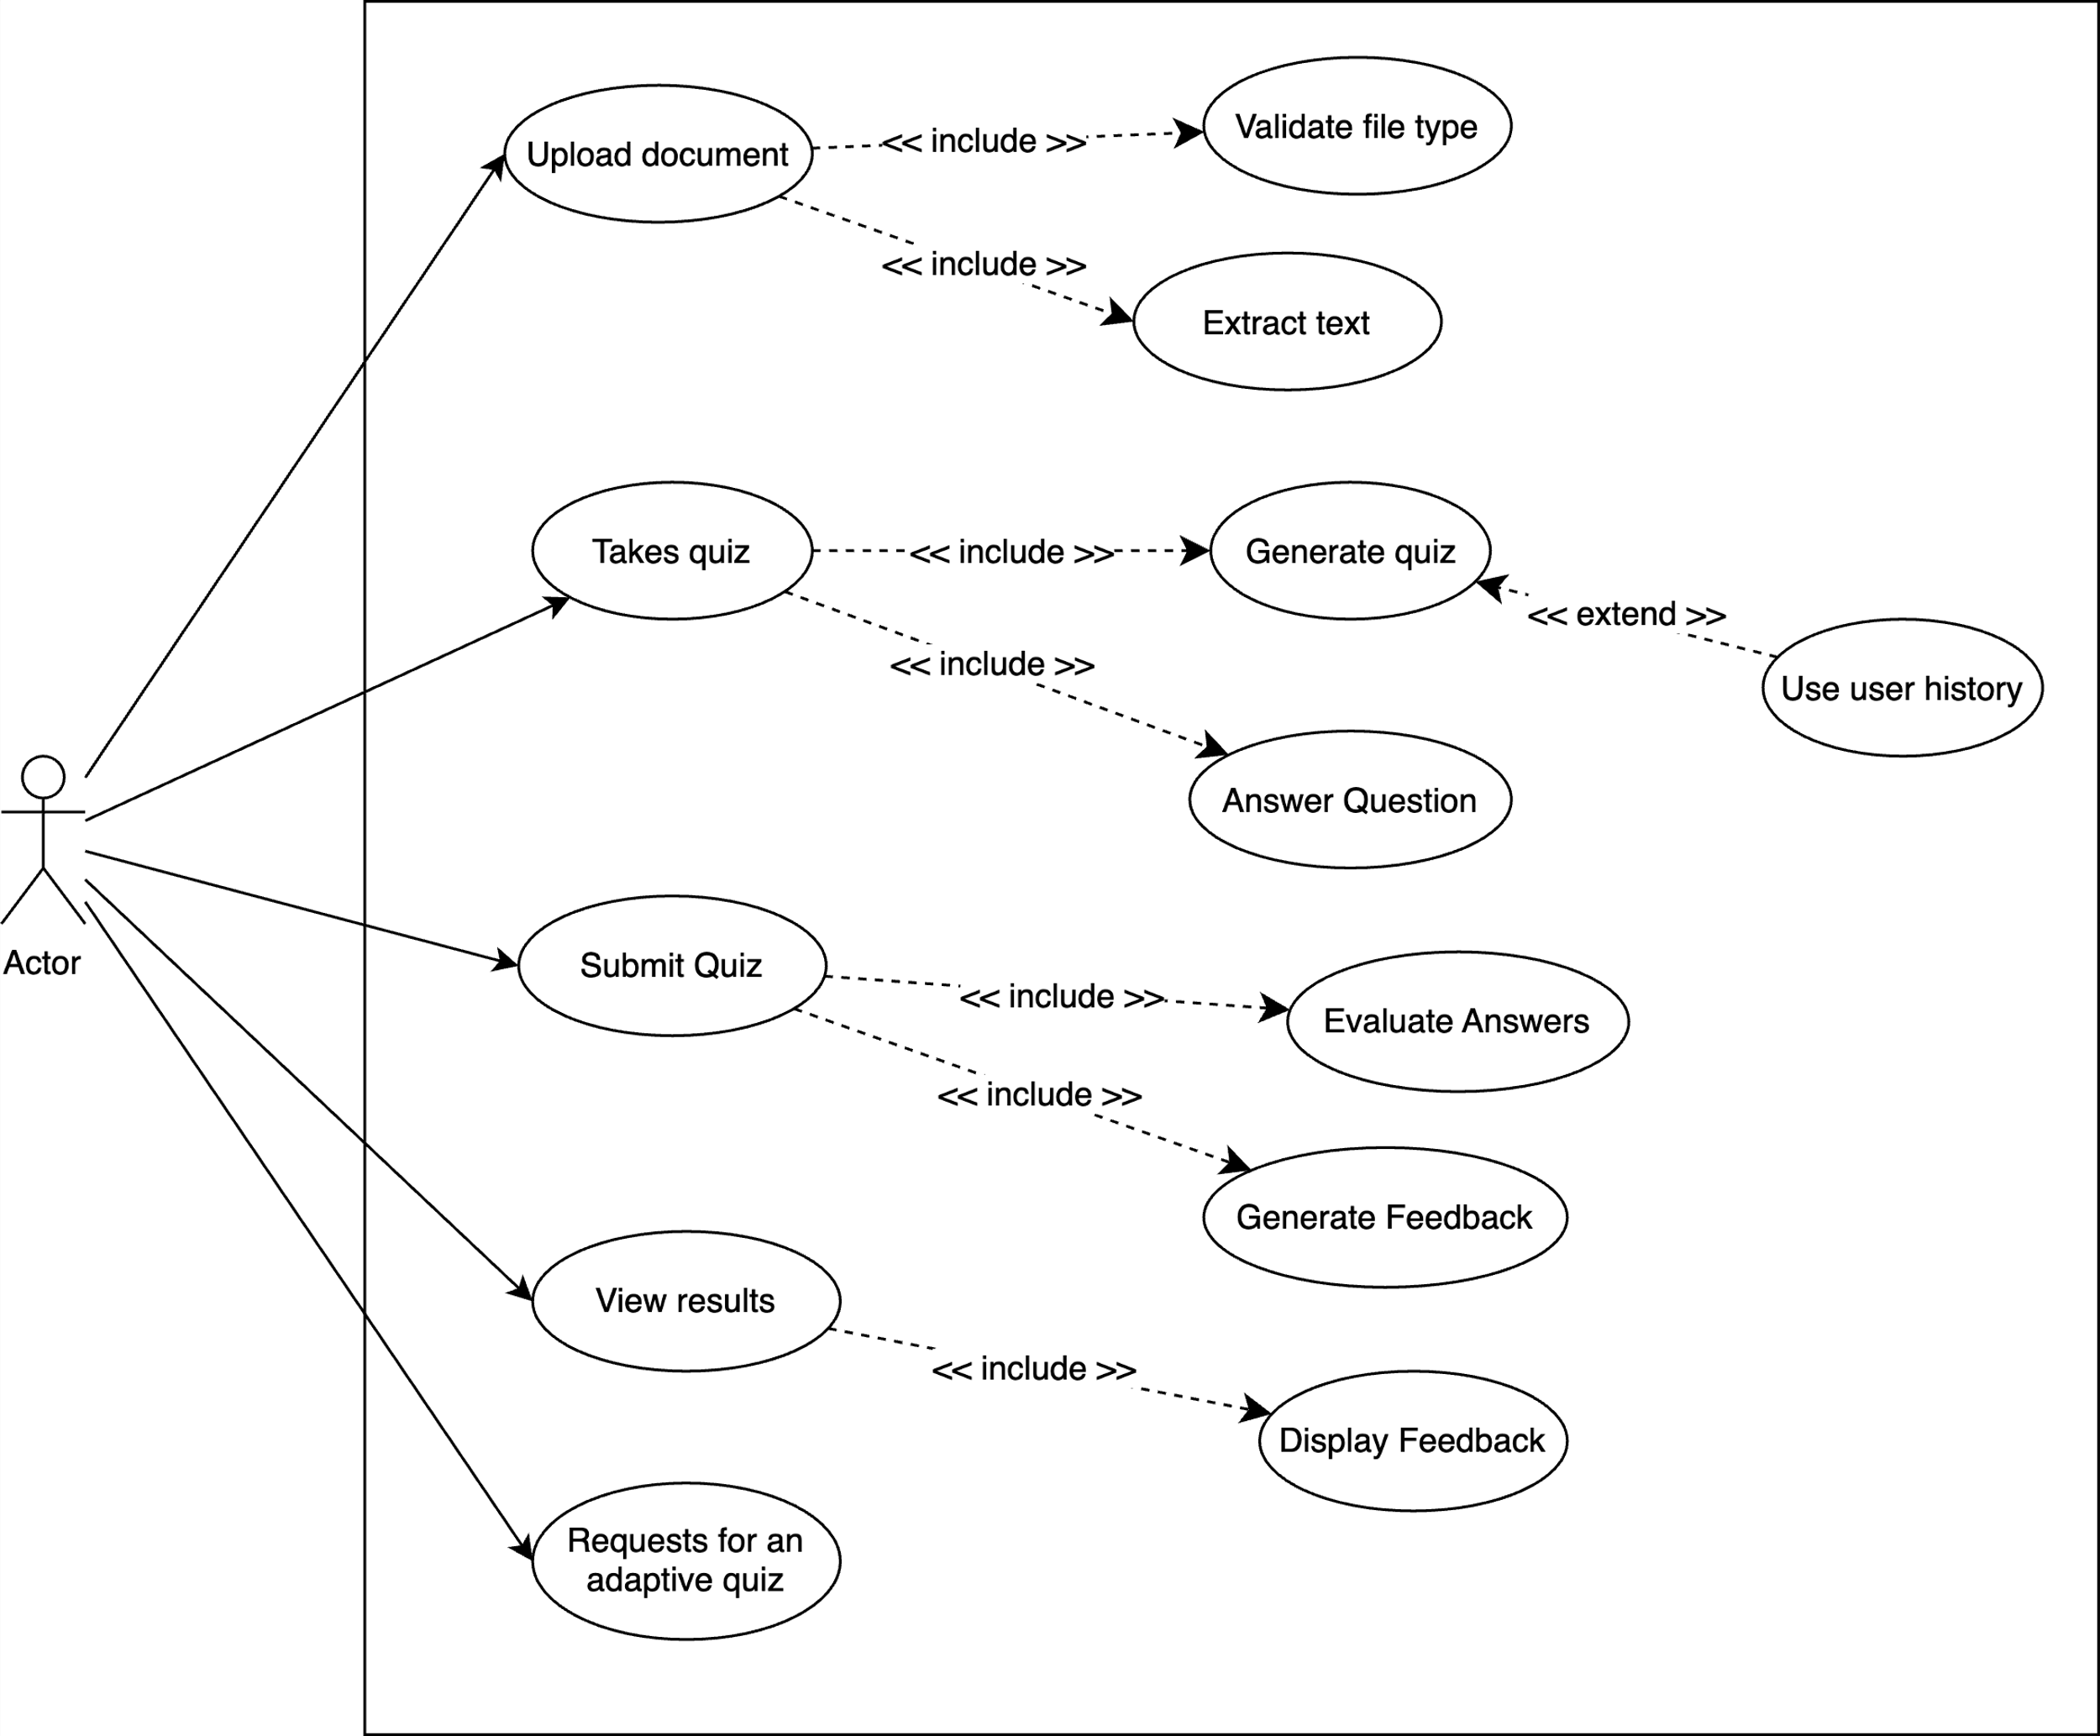 Upload document
<< include >>
Validate file type
<< include >>
Extract text
Takes quiz
<< include >>
Generate quiz
<< extend >>
Use user history
<< include >>
Answer Question
Actor
Submit Quiz
<< include >>
Evaluate Answers
<< include >>
Generate Feedback
View results
<< include >>
Display Feedback
Requests for an
adaptive quiz